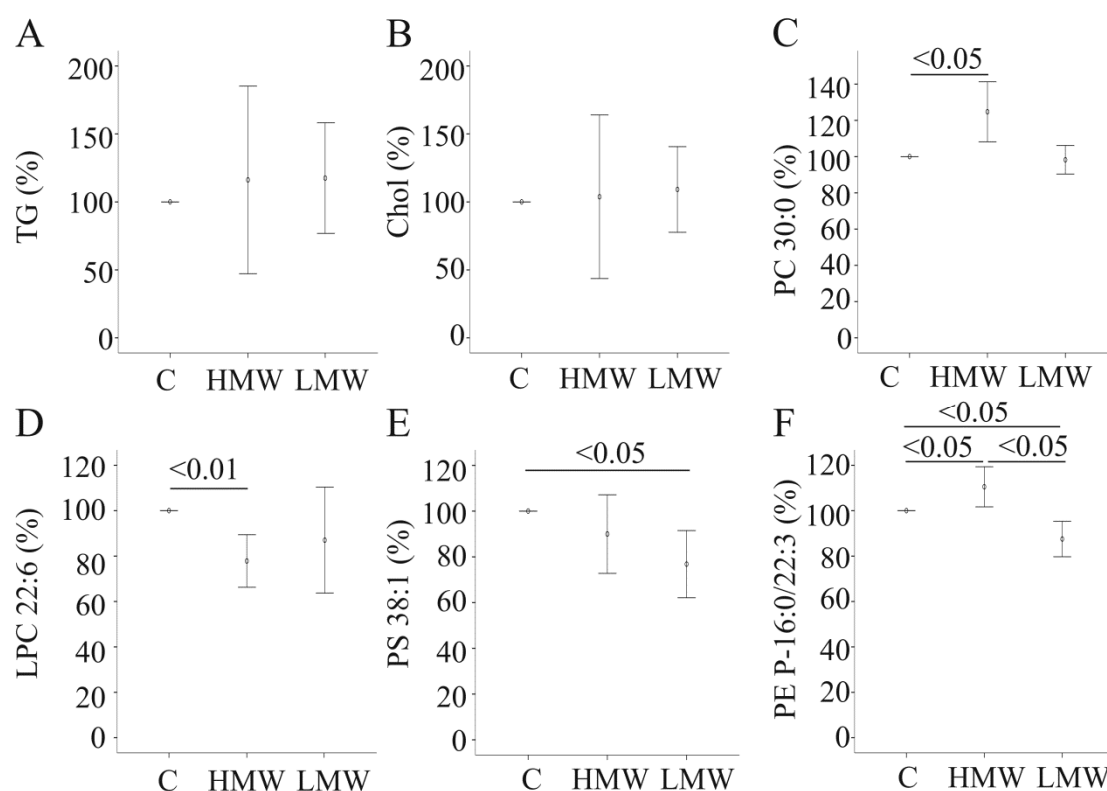 A
TG (%)
200
150
100
50
0
C HMW LMW
B
Chol (%)
200
150
100
50
0
C HMW LMW
C
PC 30:0 (%)
<0.05
140
120
100
80
60
40
20
0
C HMW LMW
D
LPC 22:6 (%)
<0.01
120
100
80
60
40
20
0
C HMW LMW
E
PS 38:1 (%)
<0.05
120
100
80
60
40
20
0
C HMW LMW
F
PE P-16:0/22:3 (%)
<0.05
<0.05 <0.05
120
100
80
60
40
20
0
C HMW LMW